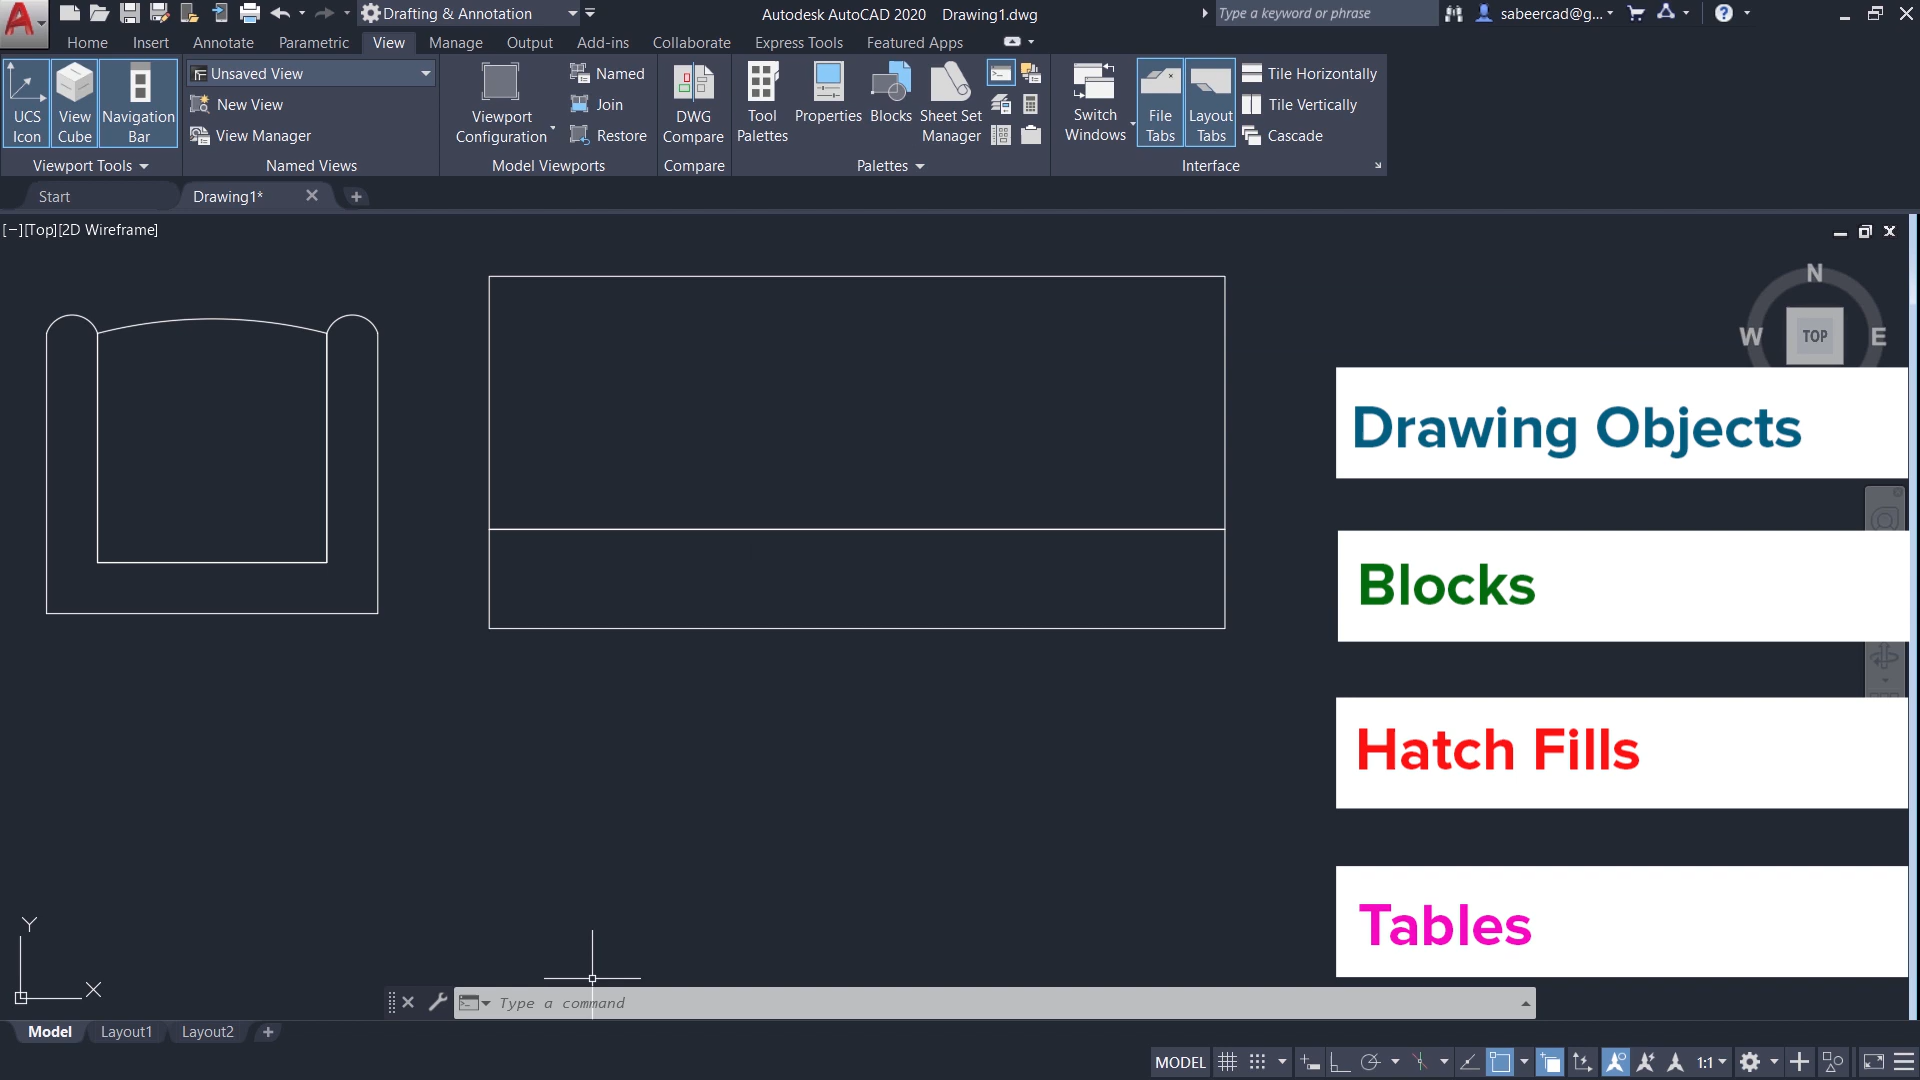 Drafting & Annotation
Autodesk AutoCAD 2020 Drawing1.dwg
Type a keyword or phrase
sabeercad@g...
Home Insert Annotate Parametric View Manage Output Add-ins Collaborate Express Tools Featured Apps
UCS Icon
View Cube
Navigation Bar
Viewport Tools
Unsaved View
New View
View Manager
Named Views
Viewport Configuration
Named
Join
Restore
Model Viewports
DWG Compare
Compare
Tool Palettes
Properties
Blocks
Sheet Set Manager
Palettes
Switch Windows
File Tabs
Layout Tabs
Tile Horizontally
Tile Vertically
Cascade
Interface
Start
Drawing1*
[−][Top][2D Wireframe]
N
W TOP E
Drawing Objects
Blocks
Hatch Fills
Tables
Y
X
Type a command
Model Layout1 Layout2
MODEL 1:1